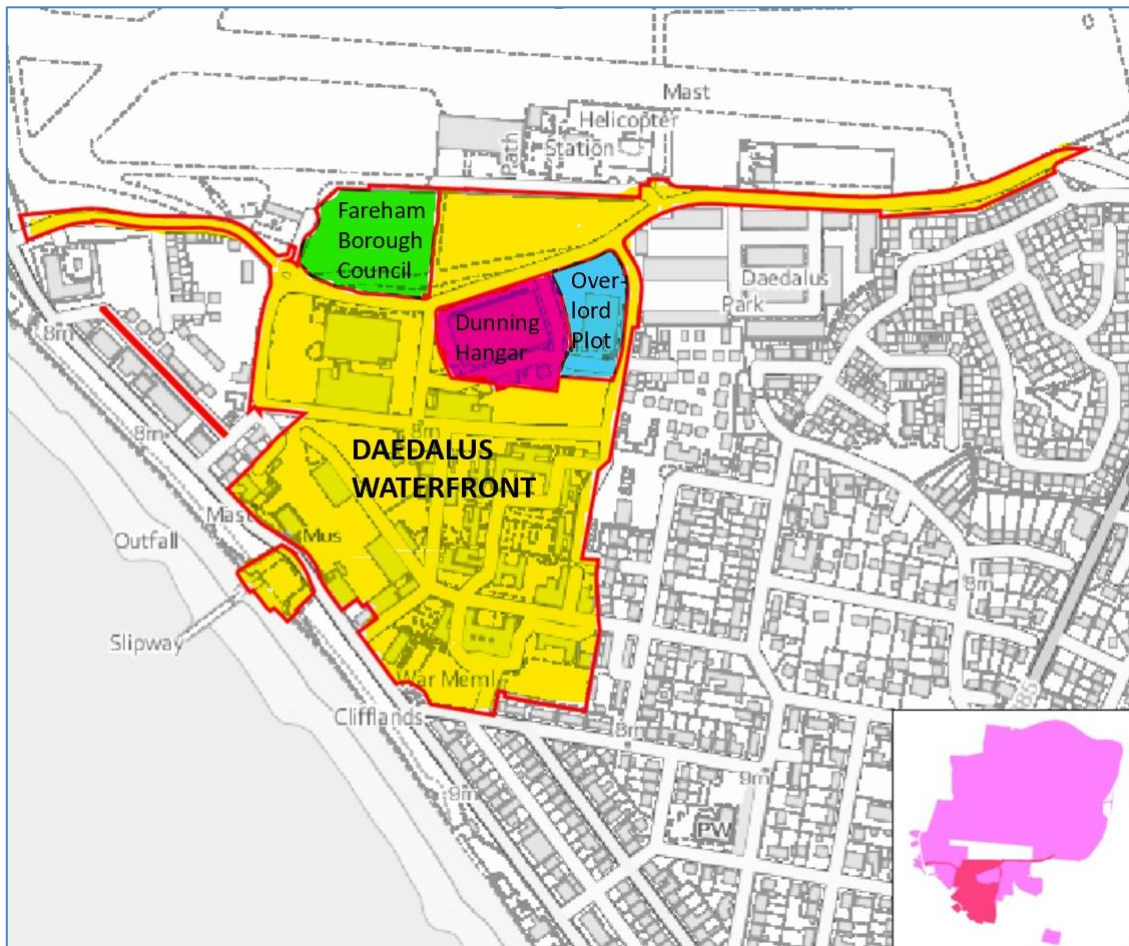 Mast
Helicopter
Station
Path
Fareham
Borough
Council
Over-
lord
Plot
Daedalus
Park
Dunning
Hangar
8m
8m
8m
DAEDALUS
WATERFRONT
Mast
Outfall
Mus
8m
Slipway
War Meml
Clifflands
8m
9m
9m
PW